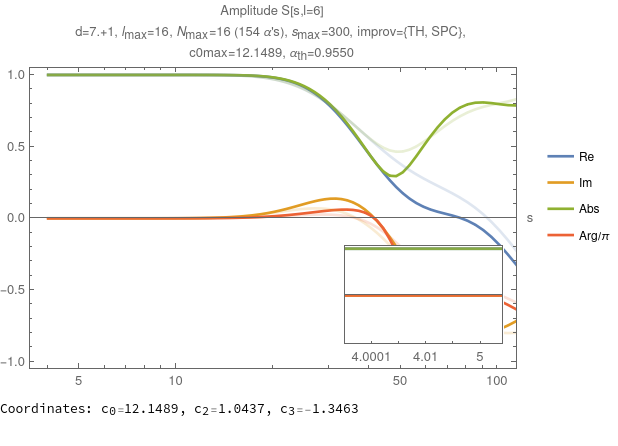 Amplitude S[s,l=6]
d=7.+1, lmax=16, Nmax=16 (154 α's), smax=300, improv={TH, SPC},
c0max=12.1489, αth=0.9550
1.0
0.5
0.0
−0.5
−1.0
5
10
50
100
s
4.0001
4.01
5
Re
Im
Abs
Arg/π
Coordinates: c0=12.1489, c2=1.0437, c3=−1.3463